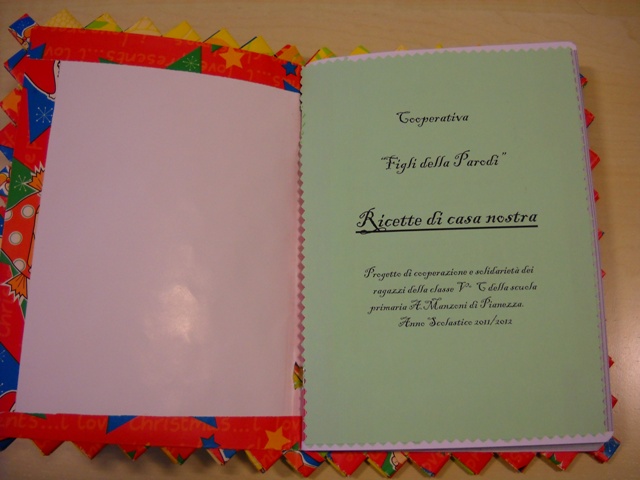 Cooperativa
"Figli della Parodi"
Ricette di casa nostra
Progetto di cooperazione e solidarietà dei
ragazzi della classe Vª C della scuola
primaria A.Manzoni di Pianezza.
Anno Scolastico 2011/2012